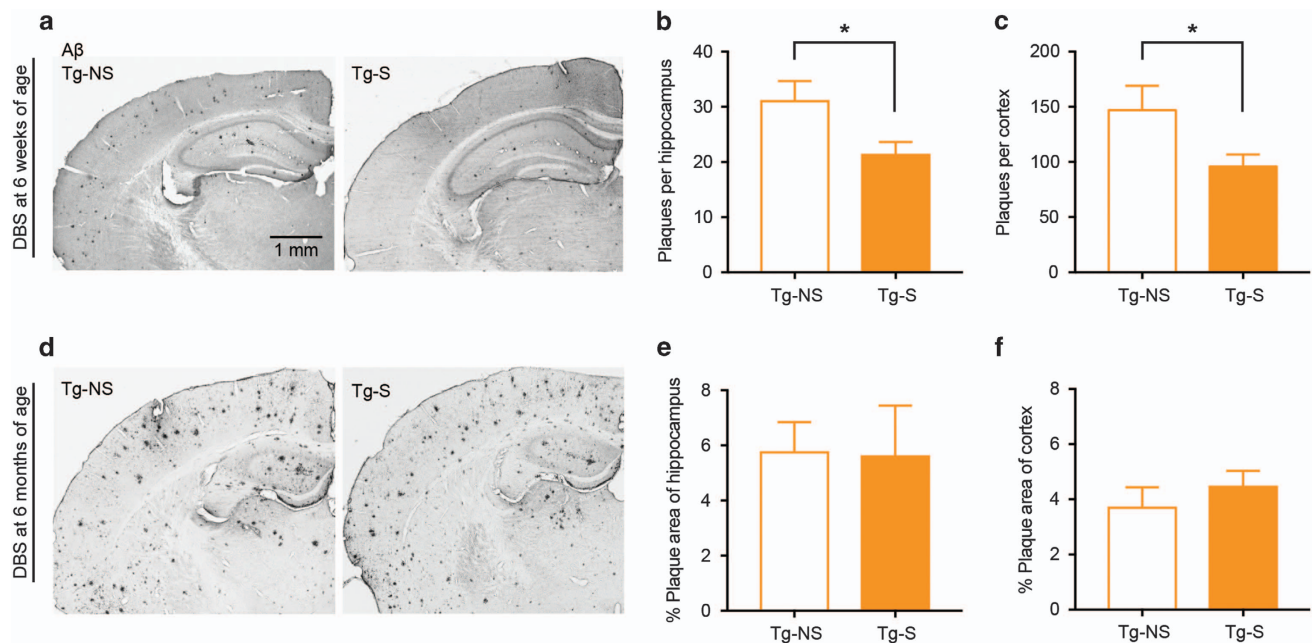 a
DBS at 6 weeks of age
Aβ
Tg-NS
Tg-S
1 mm
b
*
Plaques per hippocampus
40
30
20
10
0
Tg-NS
Tg-S
c
*
Plaques per cortex
200
150
100
50
0
Tg-NS
Tg-S
d
DBS at 6 months of age
Tg-NS
Tg-S
e
% Plaque area of hippocampus
8
6
4
2
0
Tg-NS
Tg-S
f
% Plaque area of cortex
8
6
4
2
0
Tg-NS
Tg-S